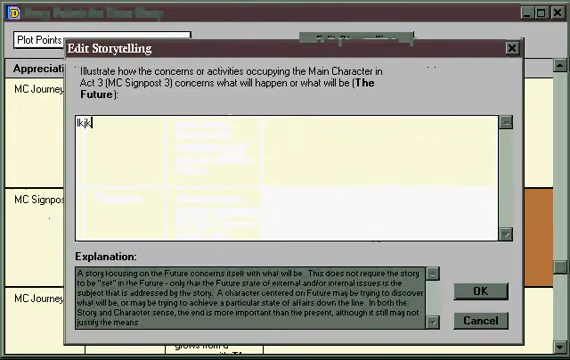 Plot Points
Edit Storytelling
Appreciati
Illustrate how the concerns or activities occupying the Main Character in
Act 3 (MC Signpost 3) concerns what will happen or what will be (The
Future):
MC Journey
lkjk
MC Signpos
Explanation:
A story focusing on the Future concerns itself with what will be. This does not require the story
to be "set" in the Future - only that the Future state of external and/or internal issues is the
subject that is addressed by the story. A character centered on Future may be trying to discover
what will be, or may be trying to achieve a particular state of affairs down the line. In both
the Story and Character sense, the end is more important than the present, although it still may not
justify the means.
OK
Cancel
MC Journey
grows from a